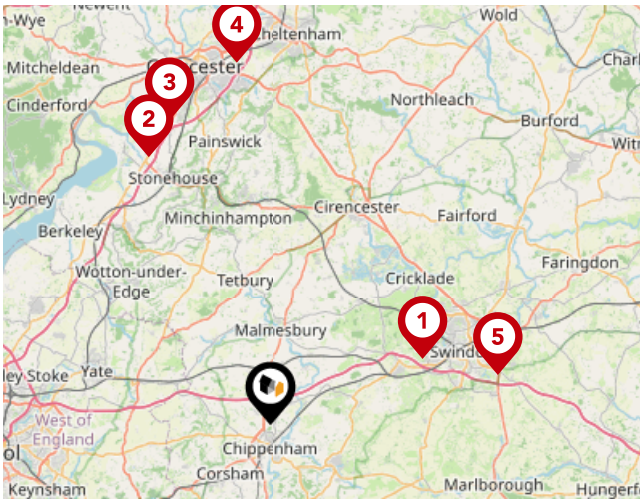 Newent
Wold
n-Wye
4
cheltenham
Mitcheldean
cester
Charl
3
Cinderford
Northleach
2
Burford
Painswick
Witn
Stonehouse
Lydney
Minchinhampton
Cirencester
Fairford
Berkeley
Wotton-under-
Edge
Tetbury
Cricklade
Faringdon
1
Malmesbury
5
Swindo
ley Stoke
Yate
West of
England
ol
Chippenham
Corsham
Keynsham
Marlborough
Hungerf